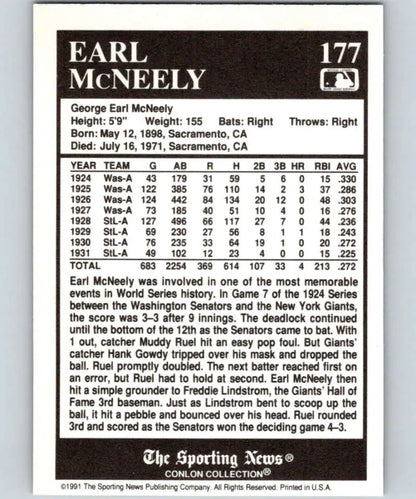 EARL 177
McNEELY
George Earl McNeely
Height: 5'9" Weight: 155 Bats: Right Throws: Right
Born: May 12, 1898, Sacramento, CA
Died: July 16, 1971, Sacramento, CA
YEAR TEAM G AB R H 2B 3B HR RBI AVG
1924 Was-A 43 179 31 59 5 6 0 15 .330
1925 Was-A 122 385 76 110 14 2 3 37 .286
1926 Was-A 124 442 84 134 20 12 0 48 .303
1927 Was-A 73 185 40 51 10 4 0 16 .276
1928 StL-A 127 496 66 117 27 7 0 44 .236
1929 StL-A 69 230 27 56 8 1 1 18 .243
1930 StL-A 76 235 33 64 19 1 0 20 .272
1931 StL-A 49 102 12 23 4 0 0 15 .225
TOTAL 683 2254 369 614 107 33 4 213 .272
Earl McNeely was involved in one of the most memorable
events in World Series history. In Game 7 of the 1924 Series
between the Washington Senators and the New York Giants,
the score was 3–3 after 9 innings. The deadlock continued
until the bottom of the 12th as the Senators came to bat. With
1 out, catcher Muddy Ruel hit an easy pop foul. But Giants'
catcher Hank Gowdy tripped over his mask and dropped the
ball. Ruel promptly doubled. The next batter reached first on
an error, but Ruel had to hold at second. Earl McNeely then
hit a simple grounder to Freddie Lindstrom, the Giants' Hall of
Fame 3rd baseman. Just as Lindstrom bent to scoop up the
ball, it hit a pebble and bounced over his head. Ruel rounded
3rd and scored as the Senators won the deciding game 4–3.
The Sporting News®
CONLON COLLECTION®
©1991 The Sporting News Publishing Company. All Rights Reserved. Printed in U.S.A.